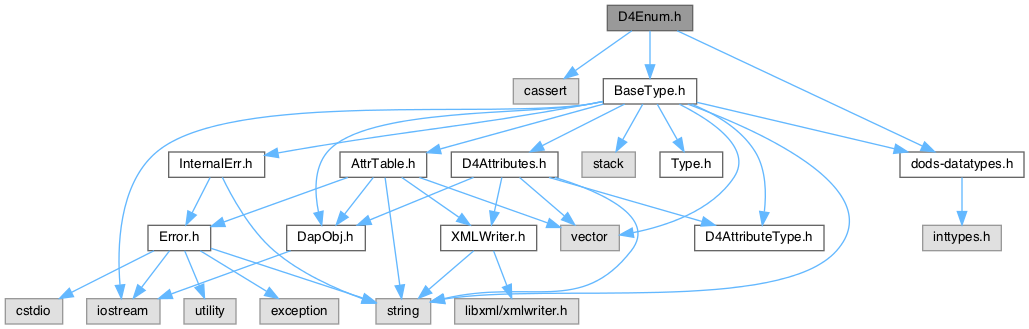 D4Enum.h
cassert
BaseType.h
InternalErr.h
AttrTable.h
D4Attributes.h
stack
Type.h
dods-datatypes.h
Error.h
DapObj.h
XMLWriter.h
vector
D4AttributeType.h
inttypes.h
cstdio
iostream
utility
exception
string
libxml/xmlwriter.h